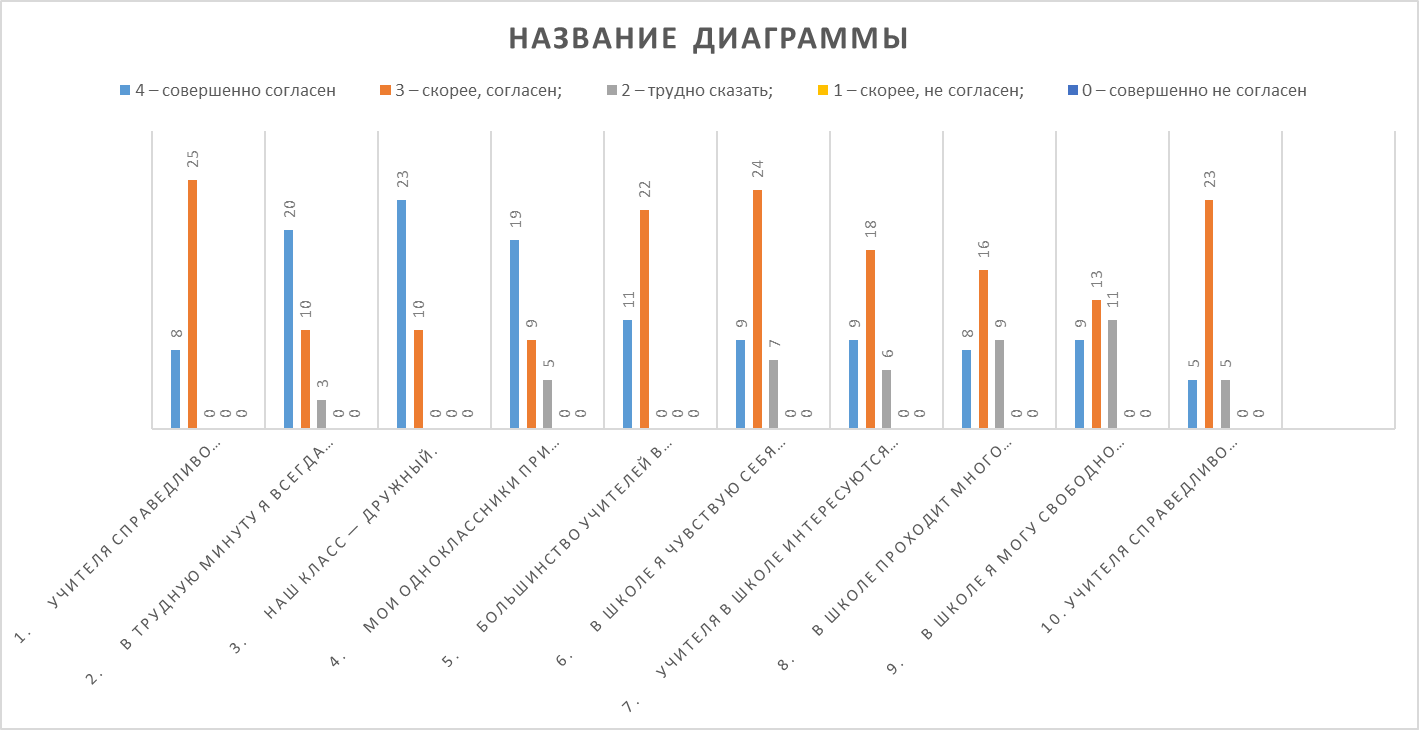 НАЗВАНИЕ ДИАГРАММЫ
4 – совершенно согласен 3 – скорее, согласен; 2 – трудно сказать; 1 – скорее, не согласен; 0 – совершенно не согласен
8 25 0 0 0
20 10 3 0 0
23 10 0 0 0
19 9 5 0 0
11 22 0 0 0
9 24 7 0 0
9 18 6 0 0
8 16 9 0 0
9 13 11 0 0
5 23 5 0 0
1. УЧИТЕЛЯ СПРАВЕДЛИВО…
2. В ТРУДНУЮ МИНУТУ Я ВСЕГДА…
3. НАШ КЛАСС — ДРУЖНЫЙ.
4. МОИ ОДНОКЛАССНИКИ ПРИ…
5. БОЛЬШИНСТВО УЧИТЕЛЕЙ В…
6. В ШКОЛЕ Я ЧУВСТВУЮ СЕБЯ…
7. УЧИТЕЛЯ В ШКОЛЕ ИНТЕРЕСУЮТСЯ…
8. В ШКОЛЕ ПРОХОДИТ МНОГО…
9. В ШКОЛЕ Я МОГУ СВОБОДНО…
10. УЧИТЕЛЯ СПРАВЕДЛИВО…